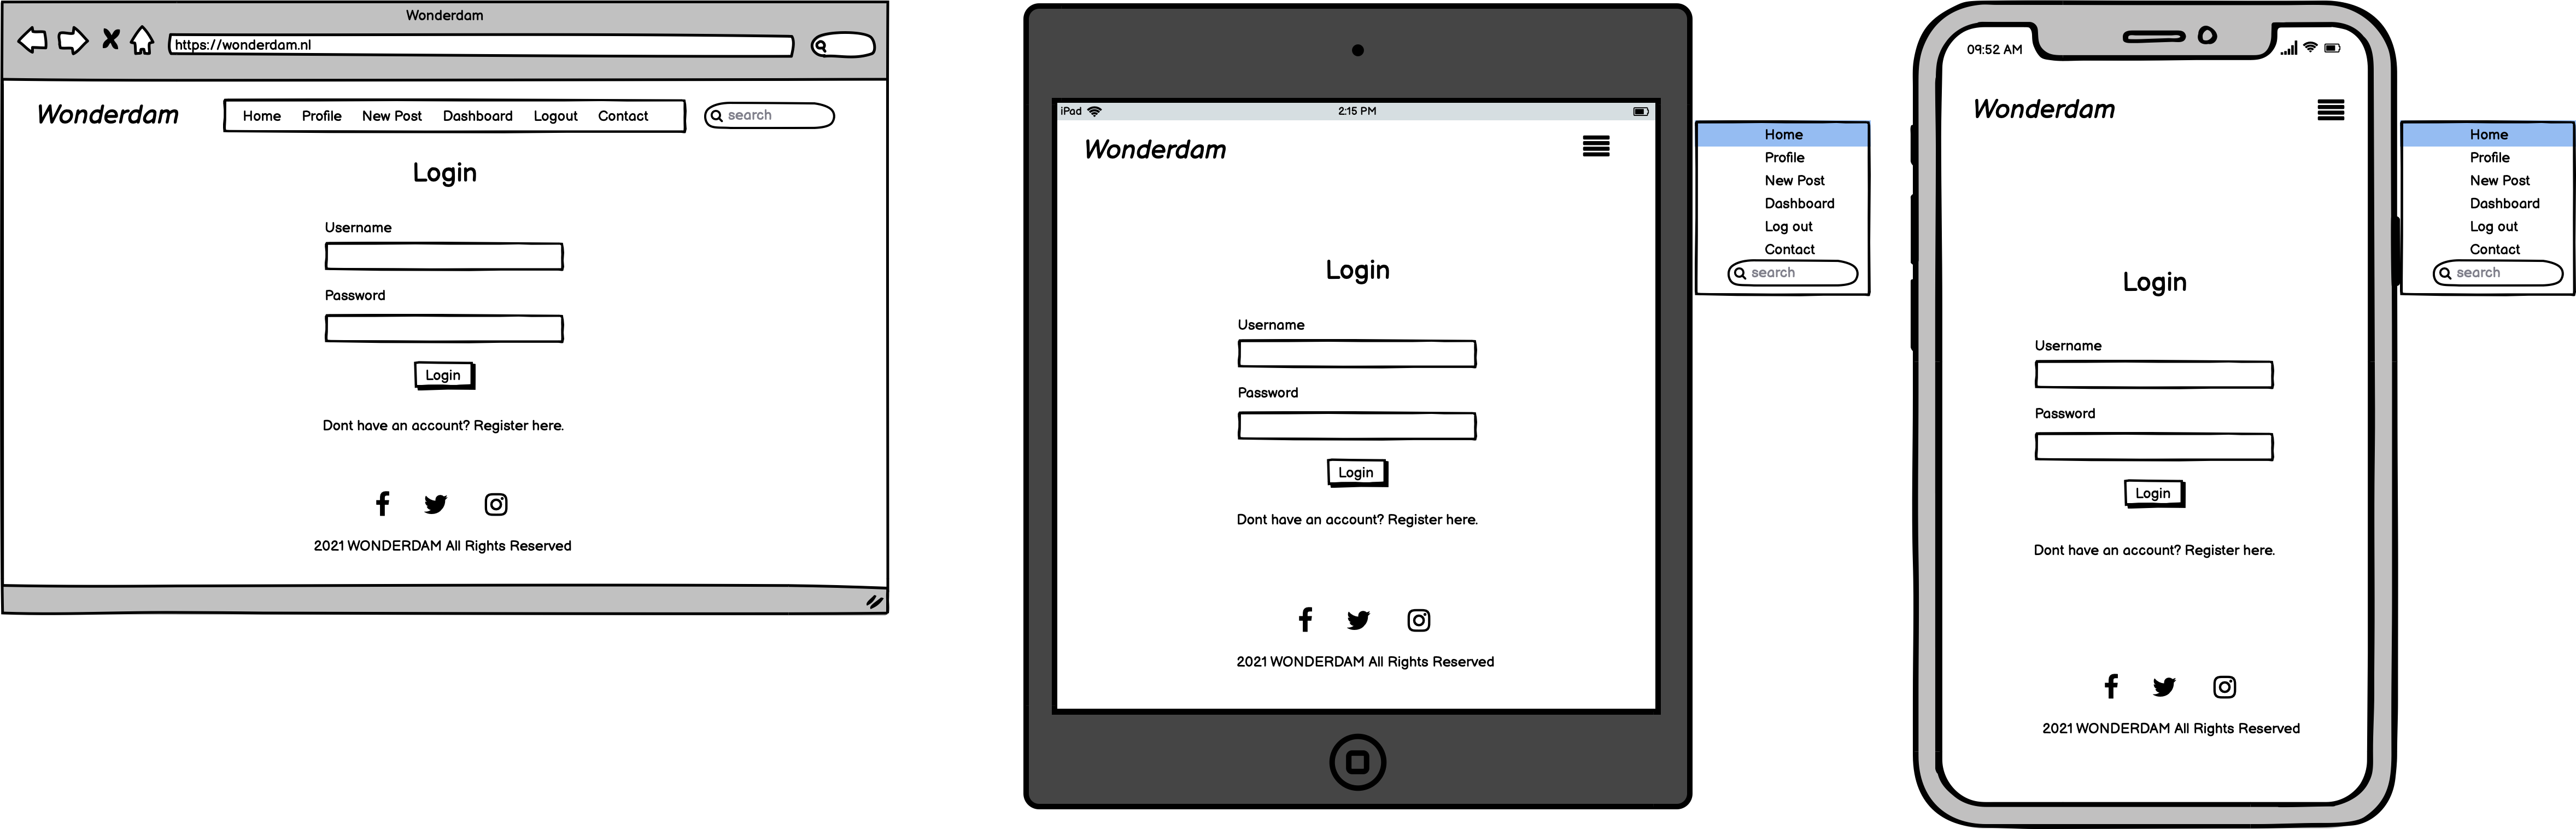 Wonderdam
https://wonderdam.nl
Wonderdam
Home Profile New Post Dashboard Logout Contact
search
Login
Username
Password
Login
Dont have an account? Register here.
2021 WONDERDAM All Rights Reserved
iPad 2:15 PM
Wonderdam
Login
Username
Password
Login
Dont have an account? Register here.
2021 WONDERDAM All Rights Reserved
Home
Profile
New Post
Dashboard
Log out
Contact
search
09:52 AM
Wonderdam
Login
Username
Password
Login
Dont have an account? Register here.
2021 WONDERDAM All Rights Reserved
Home
Profile
New Post
Dashboard
Log out
Contact
search